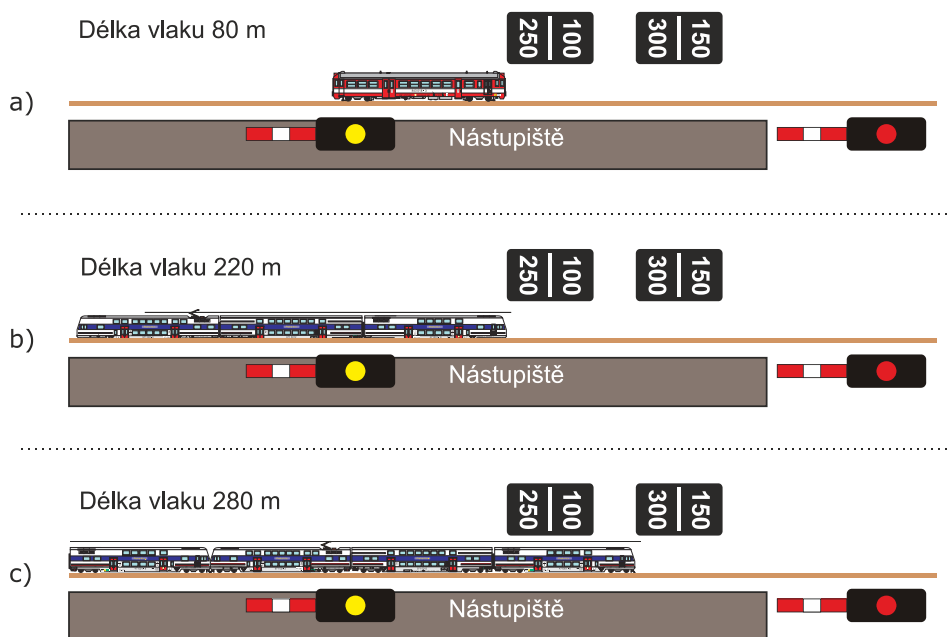 Délka vlaku 80 m
250 | 100
300 | 150
a)
Nástupiště
Délka vlaku 220 m
250 | 100
300 | 150
b)
Nástupiště
Délka vlaku 280 m
250 | 100
300 | 150
c)
Nástupiště